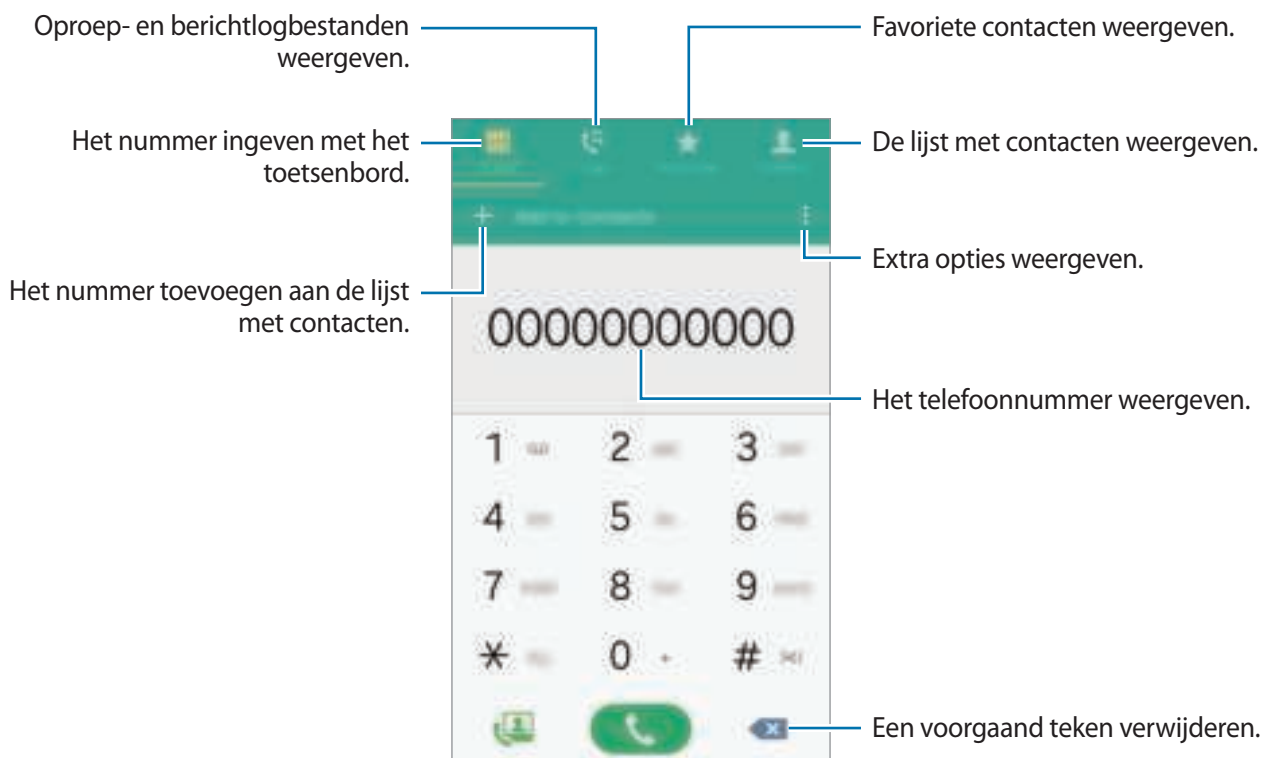 Oproep- en berichtlogbestanden
weergeven.
Favoriete contacten weergeven.
Het nummer ingeven met het
toetsenbord.
De lijst met contacten weergeven.
Extra opties weergeven.
Het nummer toevoegen aan de lijst
met contacten.
00000000000
Het telefoonnummer weergeven.
1 2 3
4 5 6
7 8 9
* 0 + #
Een voorgaand teken verwijderen.